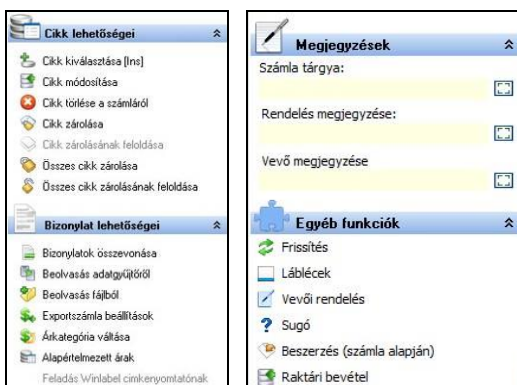 Cikk lehetőségei
Cikk kiválasztása [Ins]
Cikk módosítása
Cikk törlése a számláról
Cikk zárolása
Cikk zárolásának feloldása
Összes cikk zárolása
Összes cikk zárolásának feloldása
Bizonylat lehetőségei
Bizonylatok összevonása
Beolvasás adatgyűjtőről
Beolvasás fájlból
Exportszámla beállítások
Árkategória váltása
Alapértelmezett árak
Feladás Winlabel cimkenyomtatónak
Megjegyzések
Számla tárgya:
Rendelés megjegyzése:
Vevő megjegyzése
Egyéb funkciók
Frissítés
Láblécek
Vevői rendelés
Sugó
Beszerzés (számla alapján)
Raktári bevétel